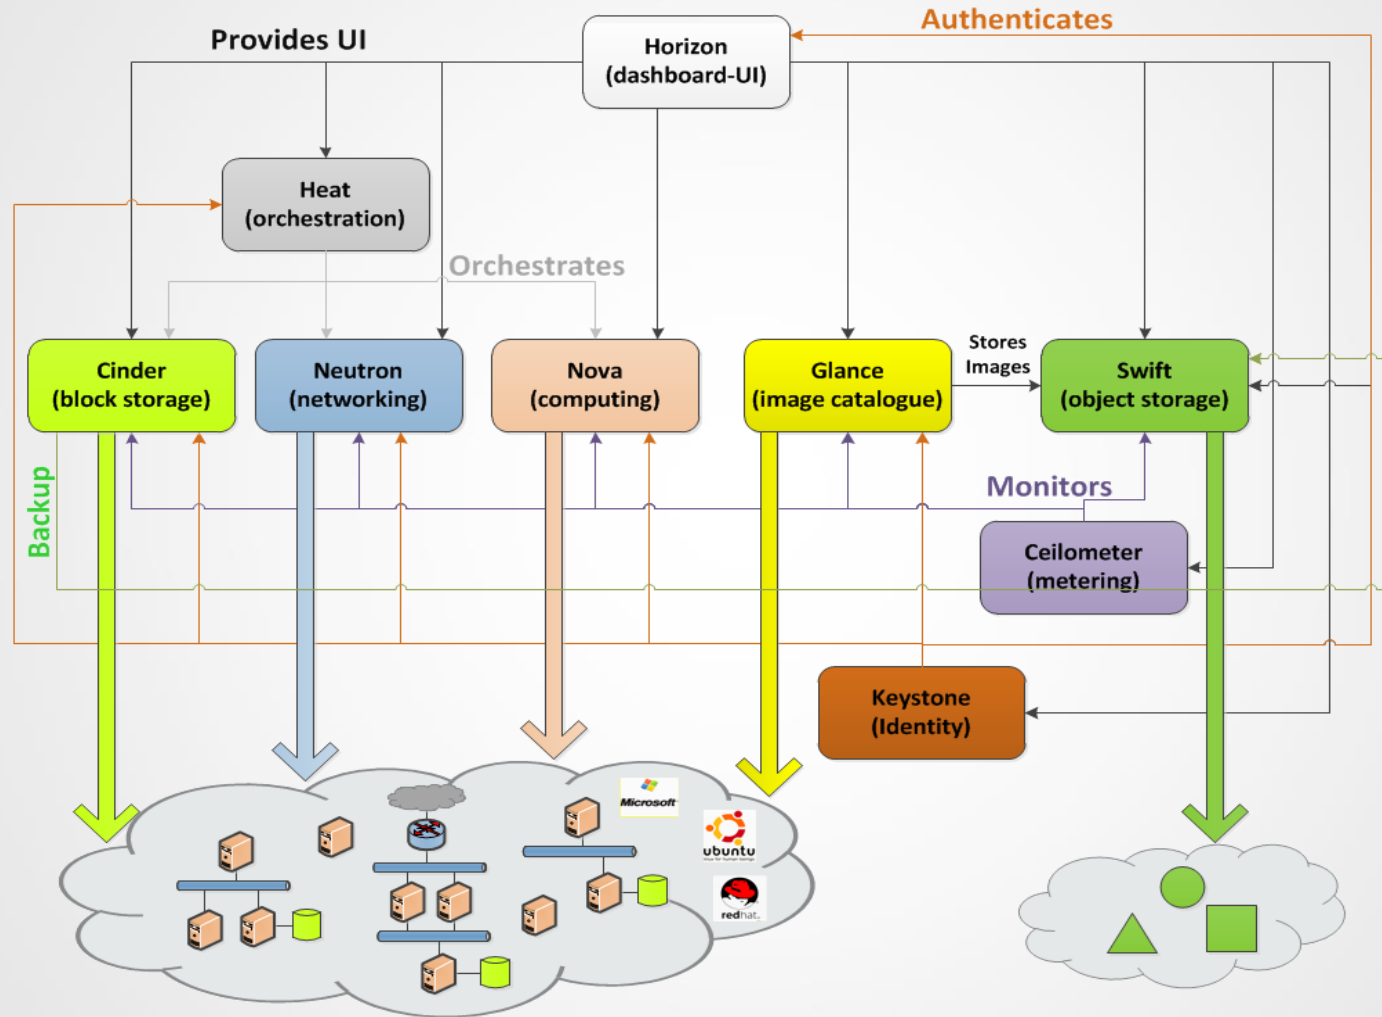 Authenticates
Provides UI
Horizon
(dashboard-UI)
Heat
(orchestration)
Orchestrates
Cinder
(block storage)
Neutron
(networking)
Nova
(computing)
Glance
(image catalogue)
Stores
Images
Swift
(object storage)
Backup
Monitors
Ceilometer
(metering)
Keystone
(Identity)
Microsoft
ubuntu
redhat.